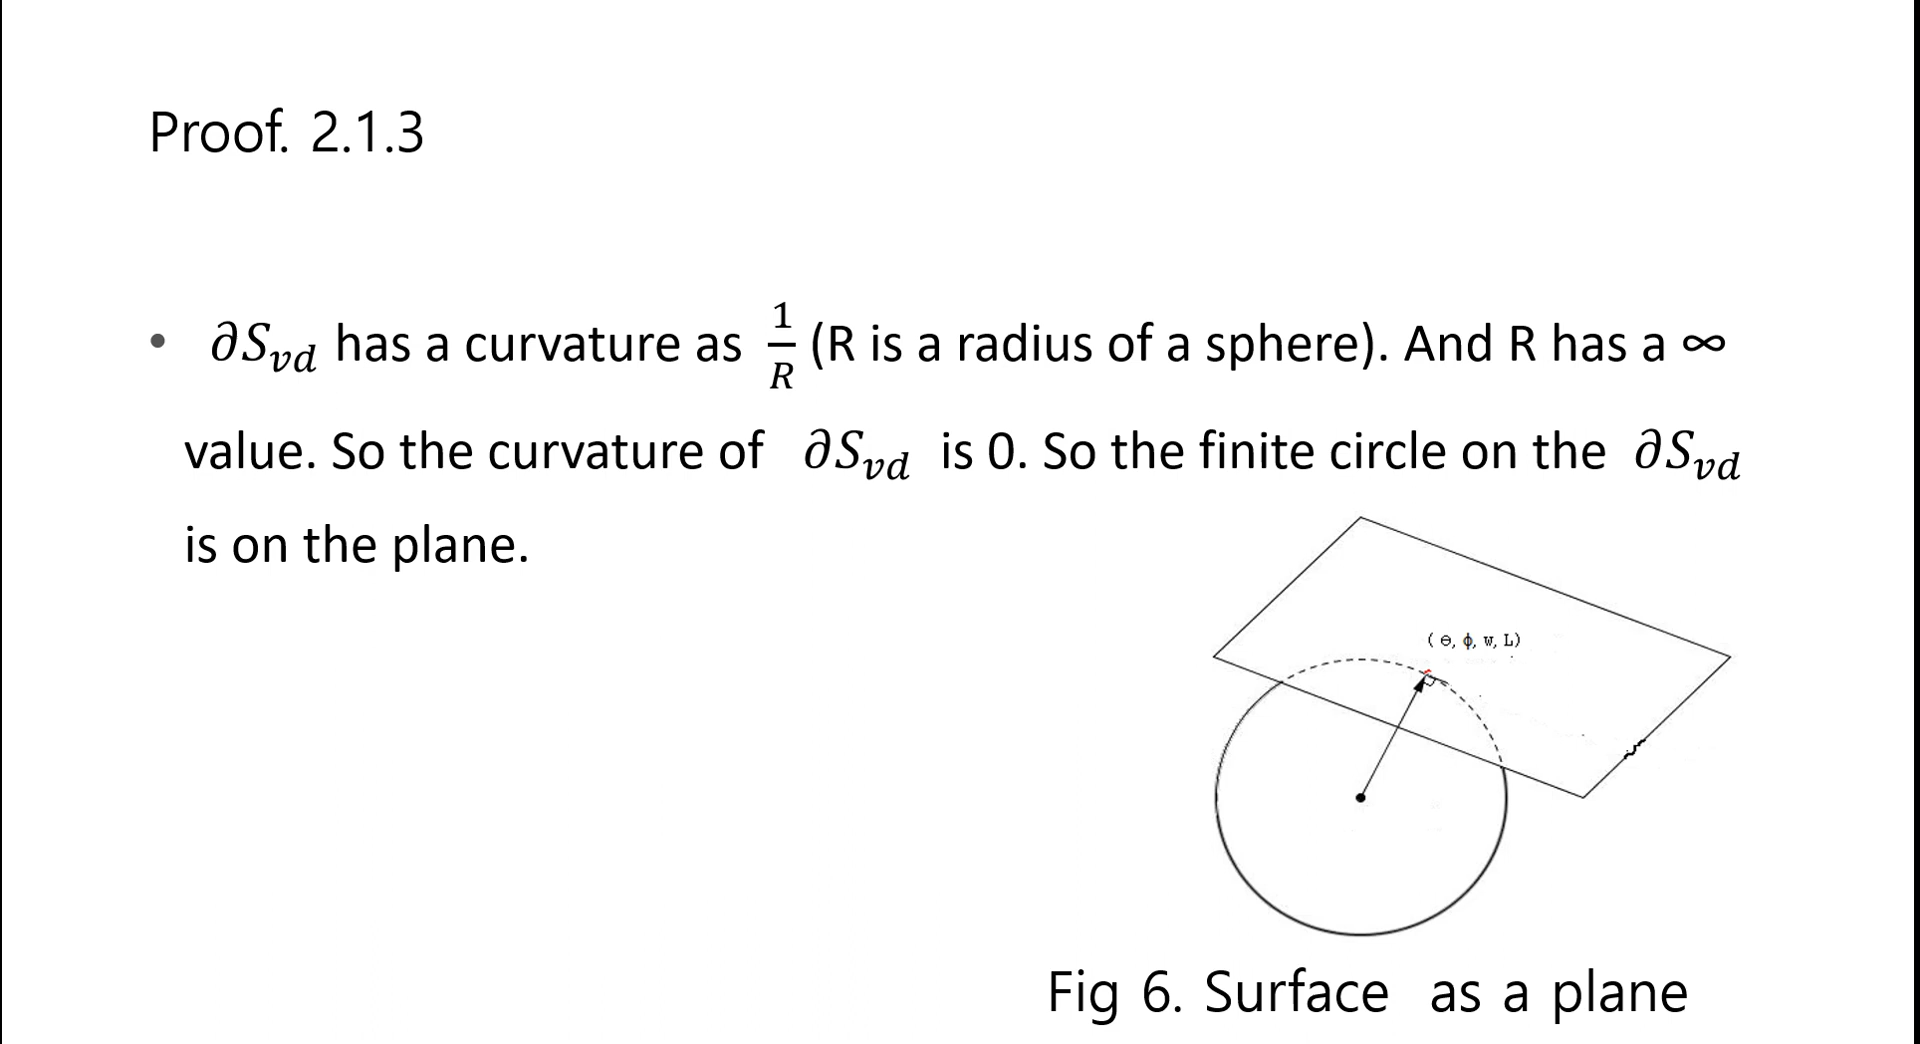 Proof. 2.1.3
• ∂S_vd has a curvature as 1/R (R is a radius of a sphere). And R has a ∞
value. So the curvature of ∂S_vd is 0. So the finite circle on the ∂S_vd
is on the plane.
( ө, ϕ, w, L)
Fig 6. Surface as a plane